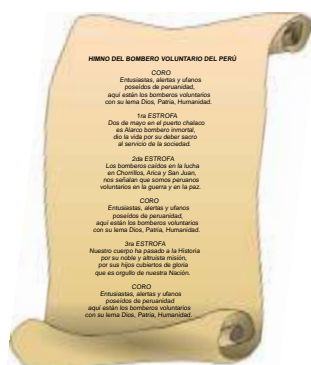 HIMNO DEL BOMBERO VOLUNTARIO DEL PERÚ
CORO
Entusiastas, alertas y ufanos
poseídos de peruanidad,
aquí están los bomberos voluntarios
con su lema Dios, Patria, Humanidad.
1ra ESTROFA
Dos de mayo en el puerto chalaco
es Alarco bombero inmortal,
dio la vida por su deber sacro
al servicio de la sociedad.
2da ESTROFA
Los bomberos caídos en la lucha
en Chorrillos, Arica y San Juan,
nos señalan que somos peruanos
voluntarios en la guerra y en la paz.
CORO
Entusiastas, alertas y ufanos
poseídos de peruanidad,
aquí están los bomberos voluntarios
con su lema Dios, Patria, Humanidad.
3ra ESTROFA
Nuestro cuerpo ha pasado a la Historia
por su noble y altruista misión,
por sus hijos cubiertos de gloria
que es orgullo de nuestra Nación.
CORO
Entusiastas, alertas y ufanos
poseídos de peruanidad
aquí están los bomberos voluntarios
con su lema Dios, Patria, Humanidad.